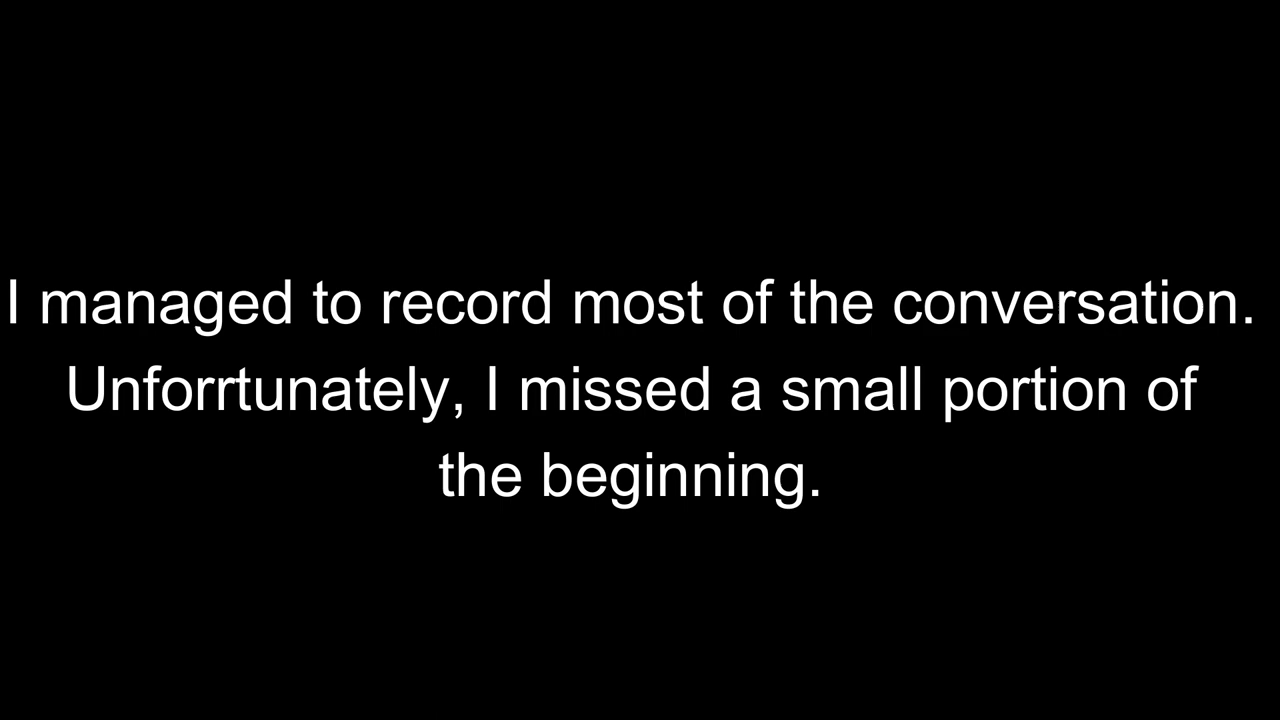 I managed to record most of the conversation.
Unforrtunately, I missed a small portion of
the beginning.